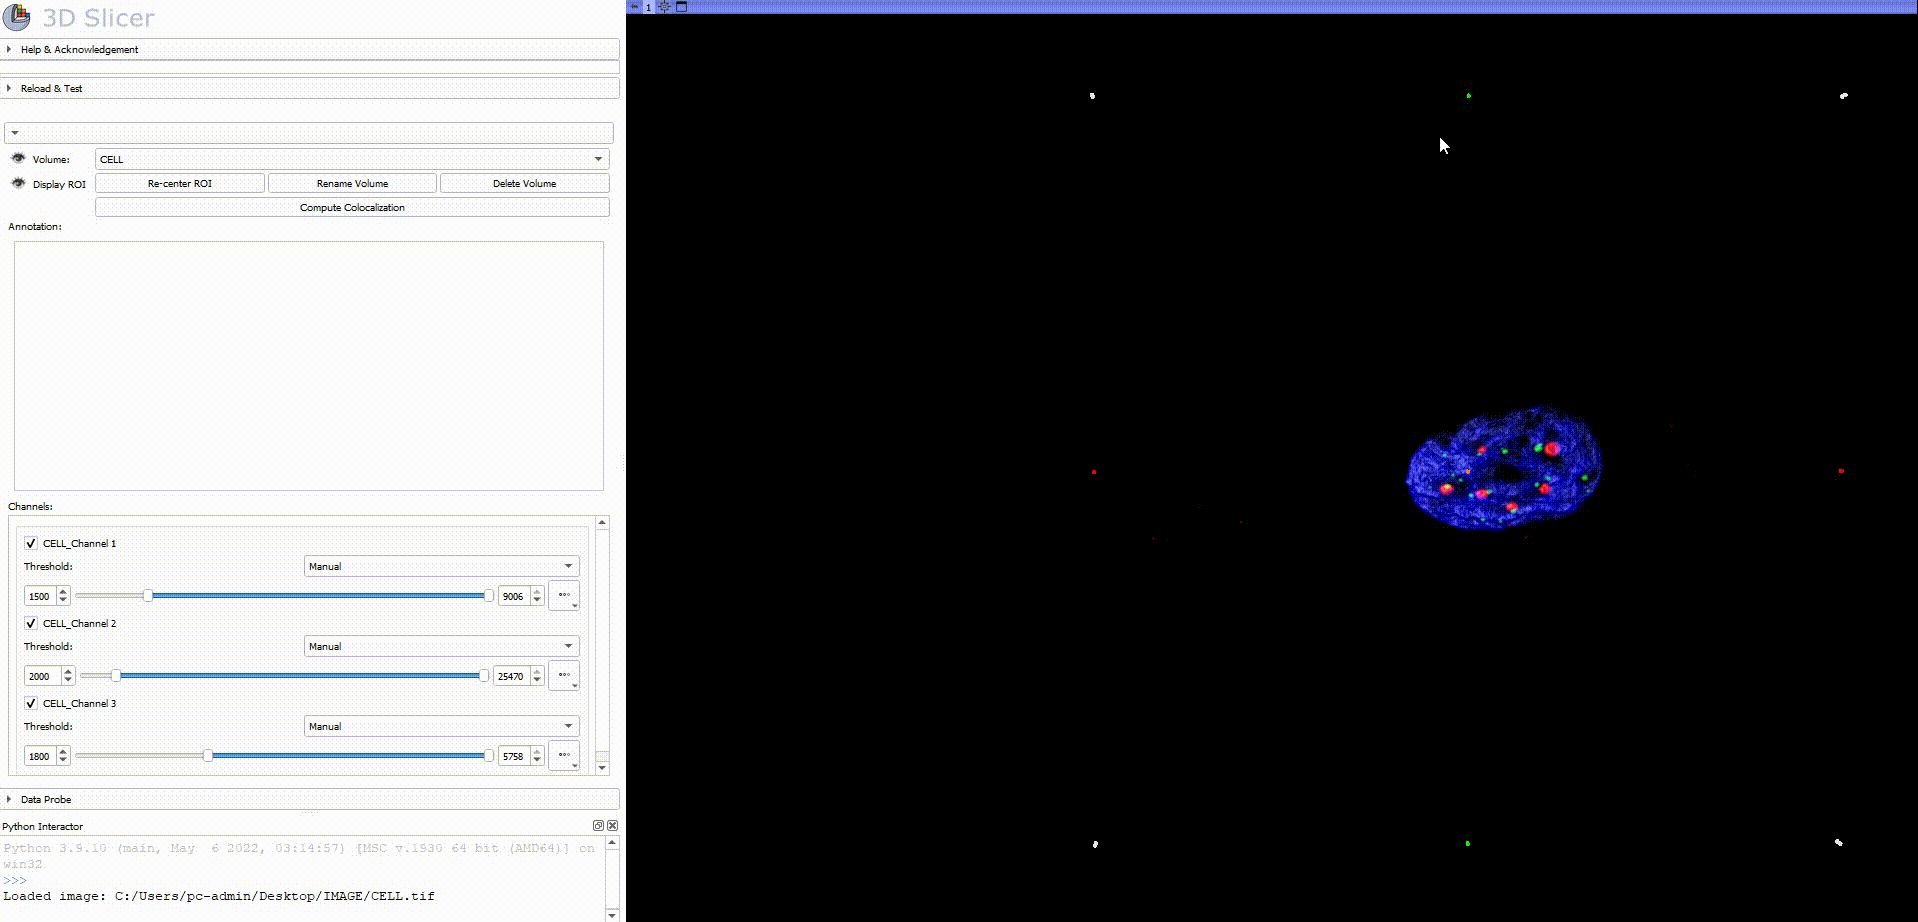 3D Slicer
1
Help & Acknowledgement
Reload & Test
Volume: CELL
Display ROI Re-center ROI Rename Volume Delete Volume
Compute Colocalization
Annotation:
Channels:
CELL_Channel 1
Threshold: Manual
1500 9006
CELL_Channel 2
Threshold: Manual
2000 25470
CELL_Channel 3
Threshold: Manual
1800 5758
Data Probe
Python Interactor
Python 3.9.10 (main, May  6 2022, 03:14:57) [MSC v.1930 64 bit (AMD64)] on
win32
>>>
Loaded image: C:/Users/pc-admin/Desktop/IMAGE/CELL.tif